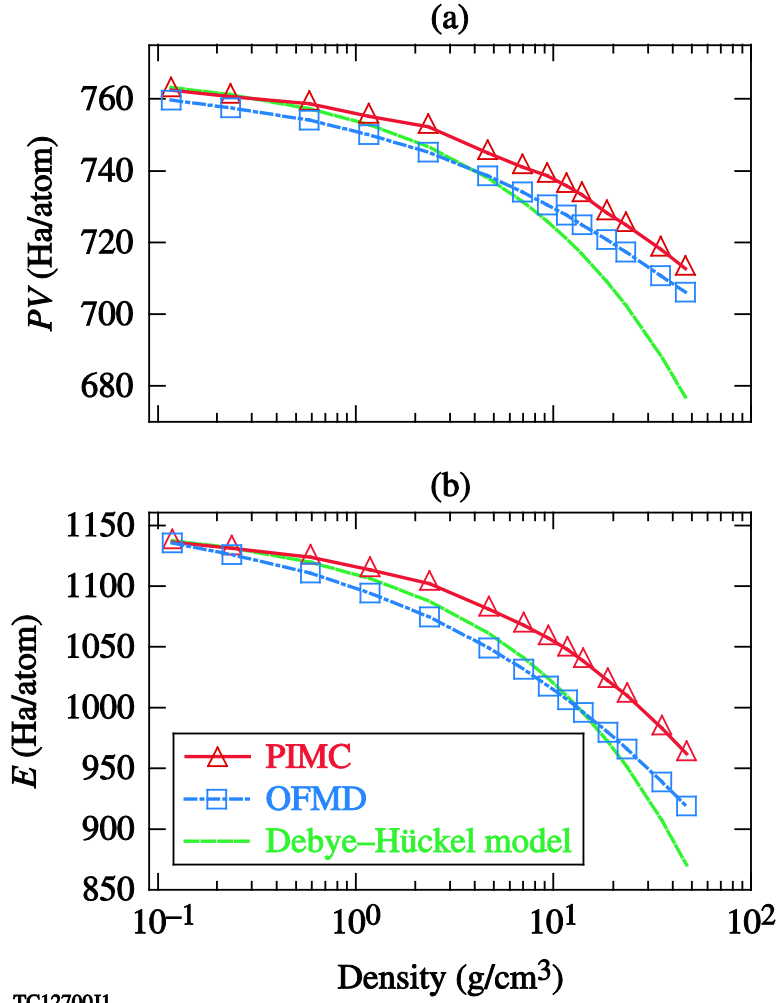 (a)
760
740
720
700
680
PV (Ha/atom)
(b)
1150
1100
1050
1000
950
900
850
E (Ha/atom)
PIMC
OFMD
Debye–Hückel model
10⁻¹
10⁰
10¹
10²
Density (g/cm³)
TC12700J1